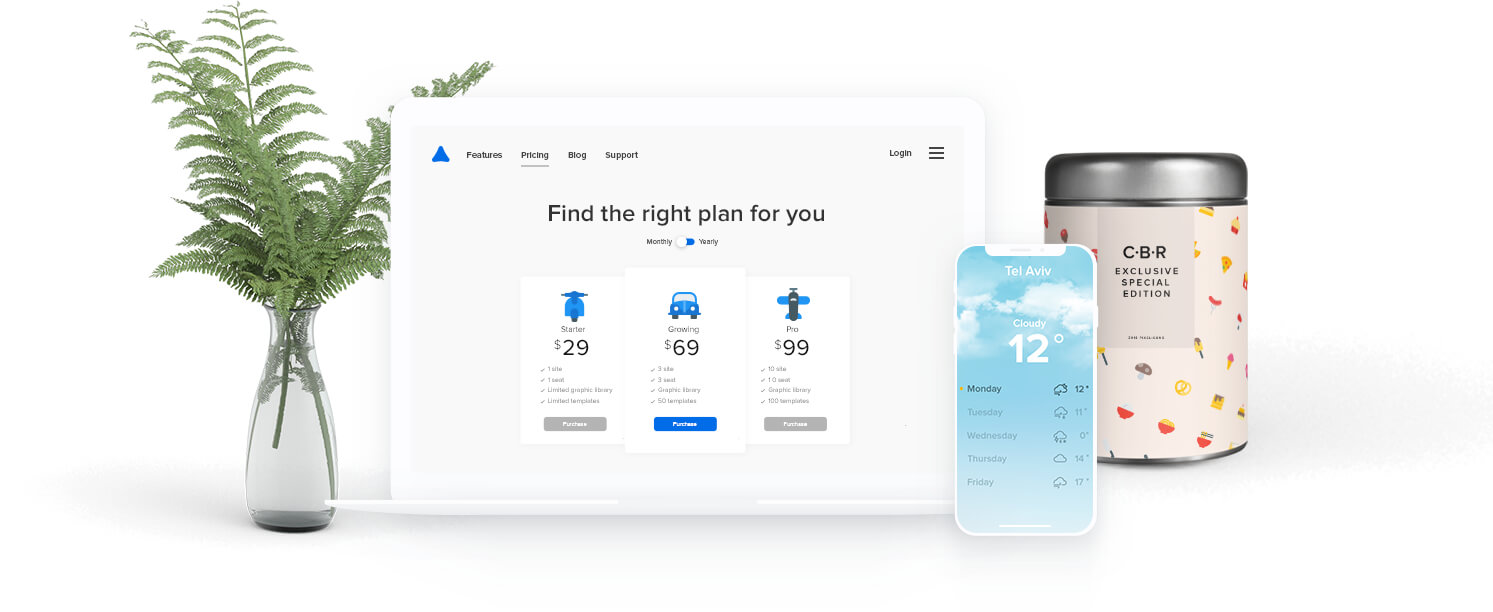 Features Pricing Blog Support Login
Find the right plan for you
Monthly Yearly
Starter
$29
1 site
1 seat
Limited graphic library
Limited templates
Purchase
Growing
$69
3 site
3 seat
Graphic library
50 templates
Purchase
Pro
$99
10 site
10 seat
Graphic library
100 templates
Purchase
Tel Aviv
Cloudy
12°
Monday 12°
Tuesday 11°
Wednesday 0°
Thursday 14°
Friday 17°
C·B·R
EXCLUSIVE
SPECIAL
EDITION